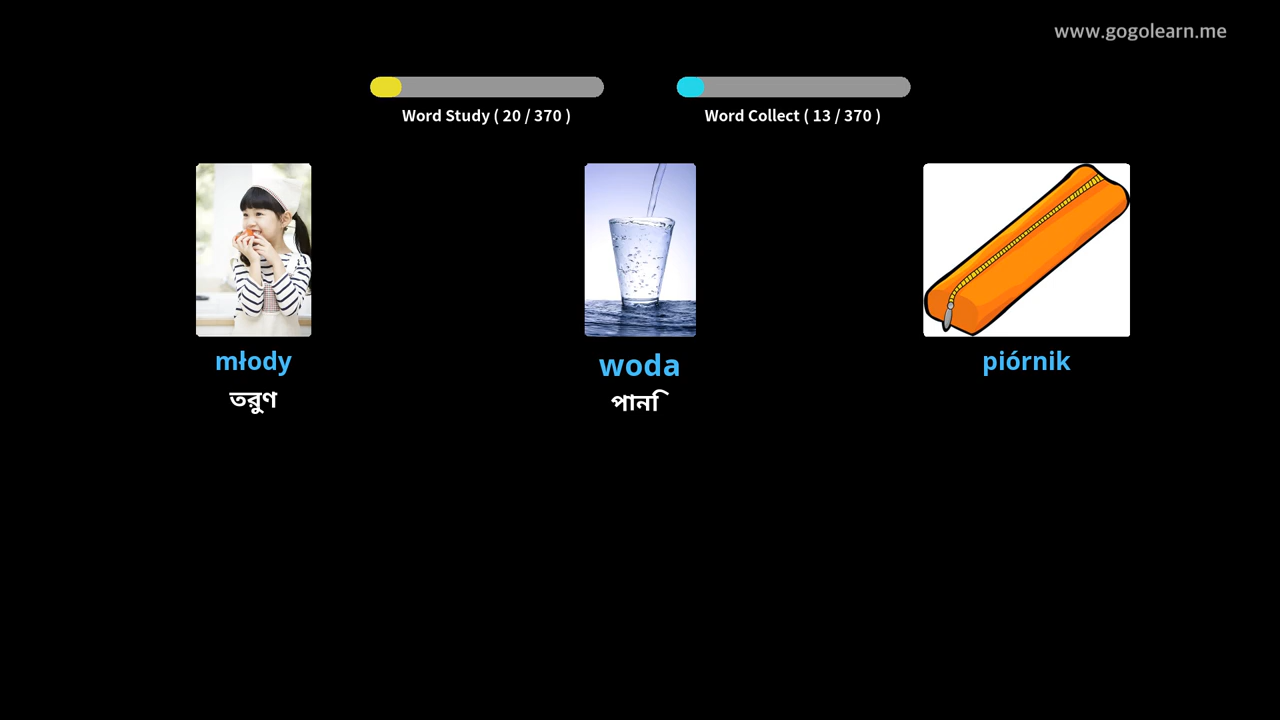 www.gogolearn.me
Word Study ( 20 / 370 )
Word Collect ( 13 / 370 )
młody
woda
piórnik
তরুণ
পানি